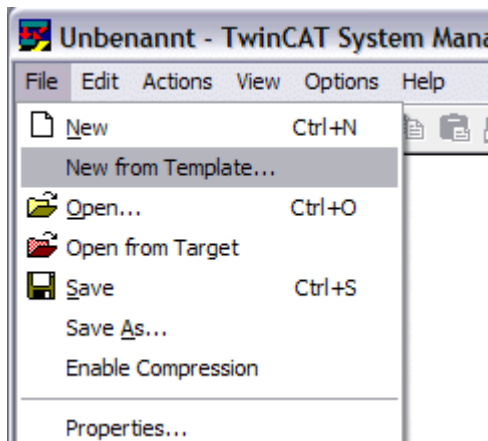 Unbenannt - TwinCAT System
File Edit Actions View Options Help
New Ctrl+N
New from Template...
Open... Ctrl+O
Open from Target
Save Ctrl+S
Save As...
Enable Compression
Properties...